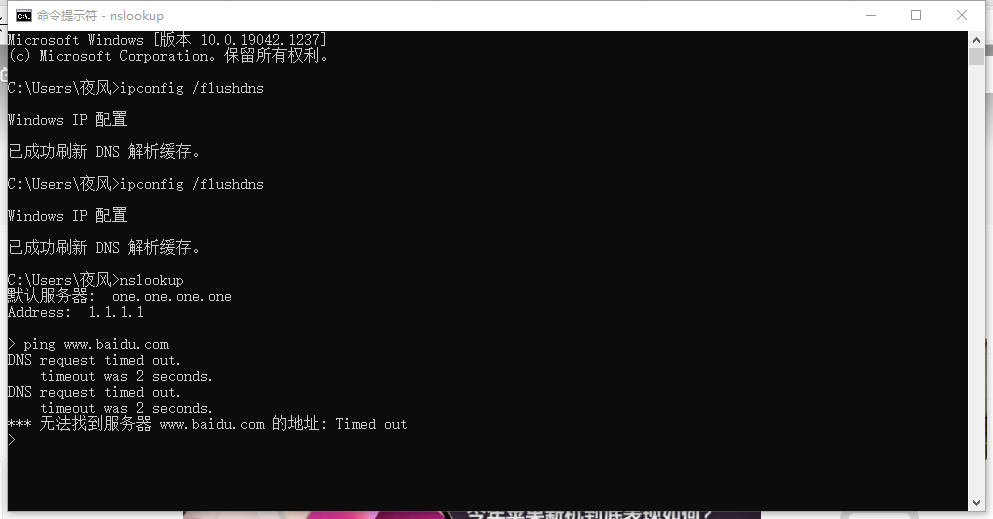 命令提示符 - nslookup
Microsoft Windows [版本 10.0.19042.1237]
(c) Microsoft Corporation。保留所有权利。
C:\Users\夜风>ipconfig /flushdns
Windows IP 配置
已成功刷新 DNS 解析缓存。
C:\Users\夜风>ipconfig /flushdns
Windows IP 配置
已成功刷新 DNS 解析缓存。
C:\Users\夜风>nslookup
默认服务器:  one.one.one.one
Address:  1.1.1.1
> ping www.baidu.com
DNS request timed out.
    timeout was 2 seconds.
DNS request timed out.
    timeout was 2 seconds.
*** 无法找到服务器 www.baidu.com 的地址: Timed out
>